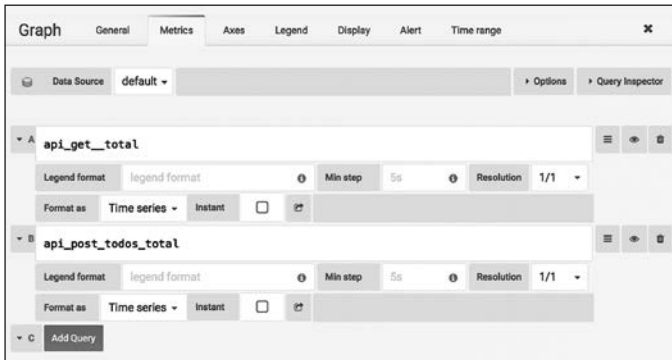 Graph General Metrics Axes Legend Display Alert Time range ×
Data Source default Options Query Inspector
A api_get__total
Legend format legend format Min step 5s Resolution 1/1
Format as Time series Instant
B api_post_todos_total
Legend format legend format Min step 5s Resolution 1/1
Format as Time series Instant
C Add Query